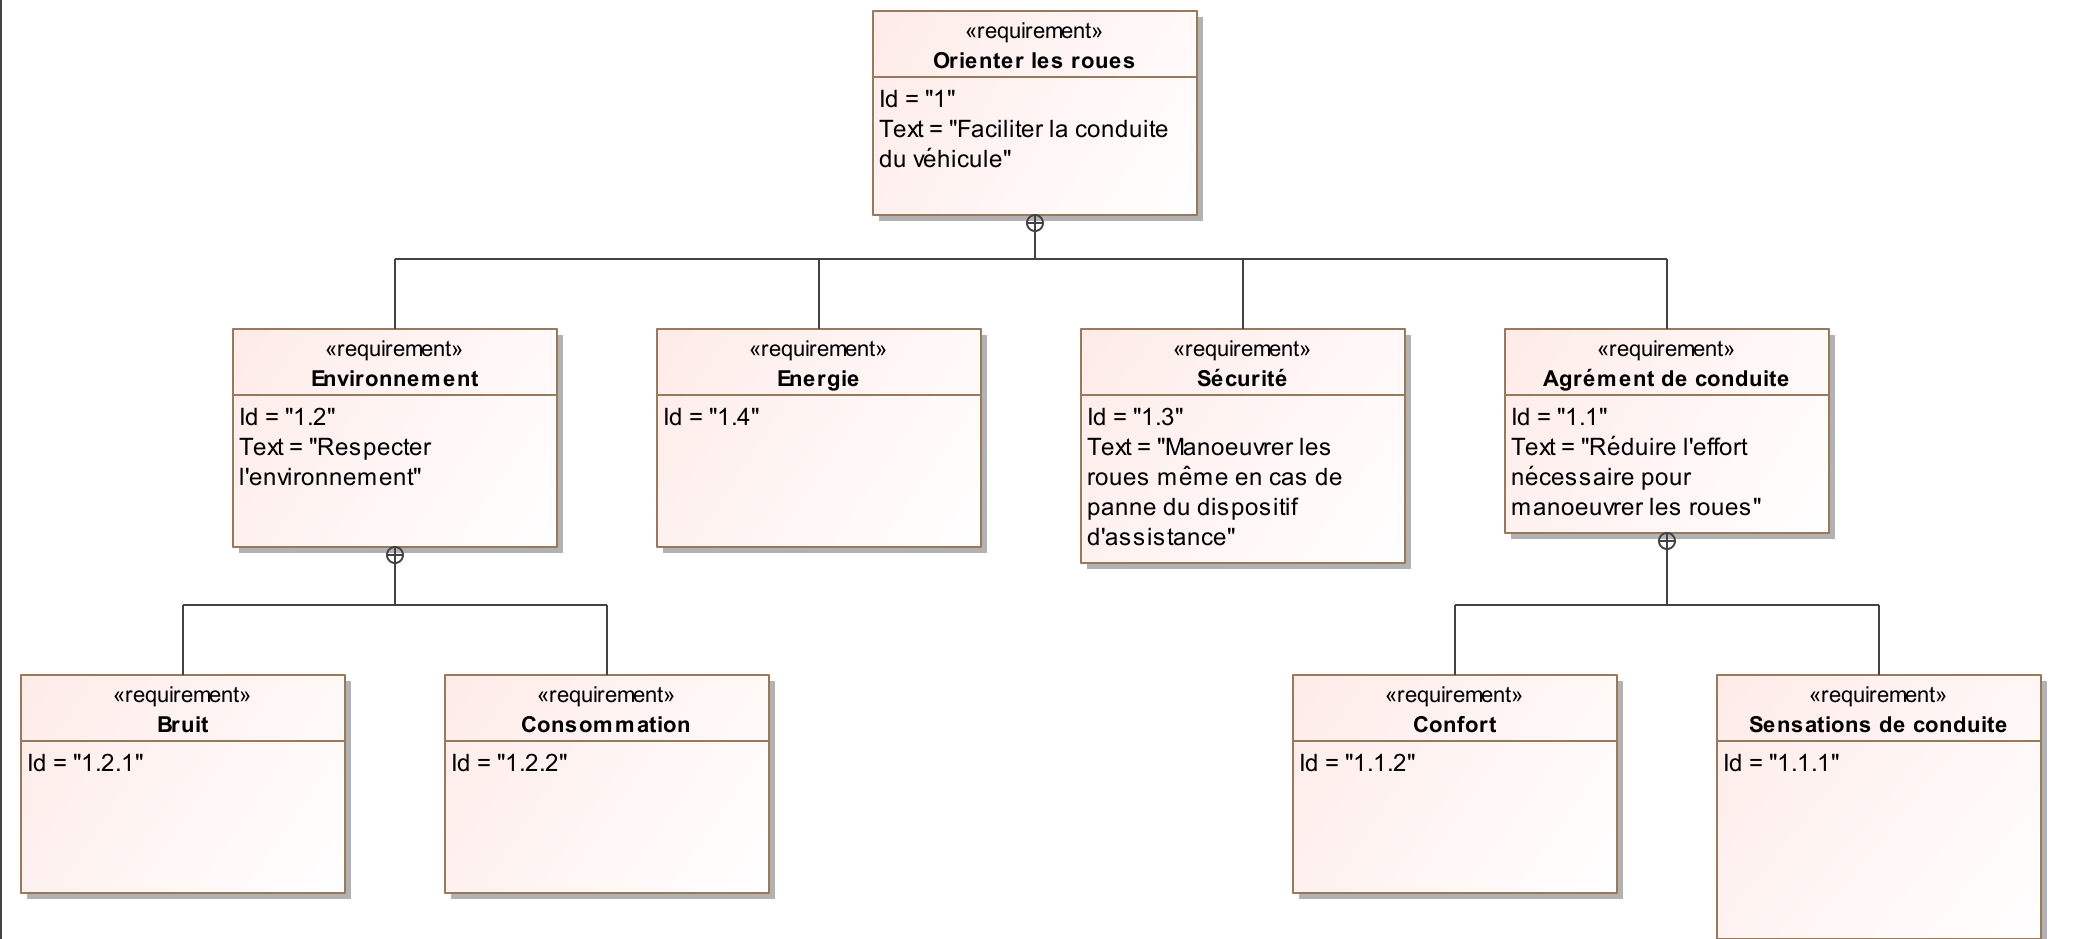 «requirement»
Orienter les roues
Id = "1"
Text = "Faciliter la conduite
du véhicule"
«requirement»
Environnement
Id = "1.2"
Text = "Respecter
l'environnement"
«requirement»
Energie
Id = "1.4"
«requirement»
Sécurité
Id = "1.3"
Text = "Manoeuvrer les
roues même en cas de
panne du dispositif
d'assistance"
«requirement»
Agrément de conduite
Id = "1.1"
Text = "Réduire l'effort
nécessaire pour
manoeuvrer les roues"
«requirement»
Bruit
Id = "1.2.1"
«requirement»
Consommation
Id = "1.2.2"
«requirement»
Confort
Id = "1.1.2"
«requirement»
Sensations de conduite
Id = "1.1.1"